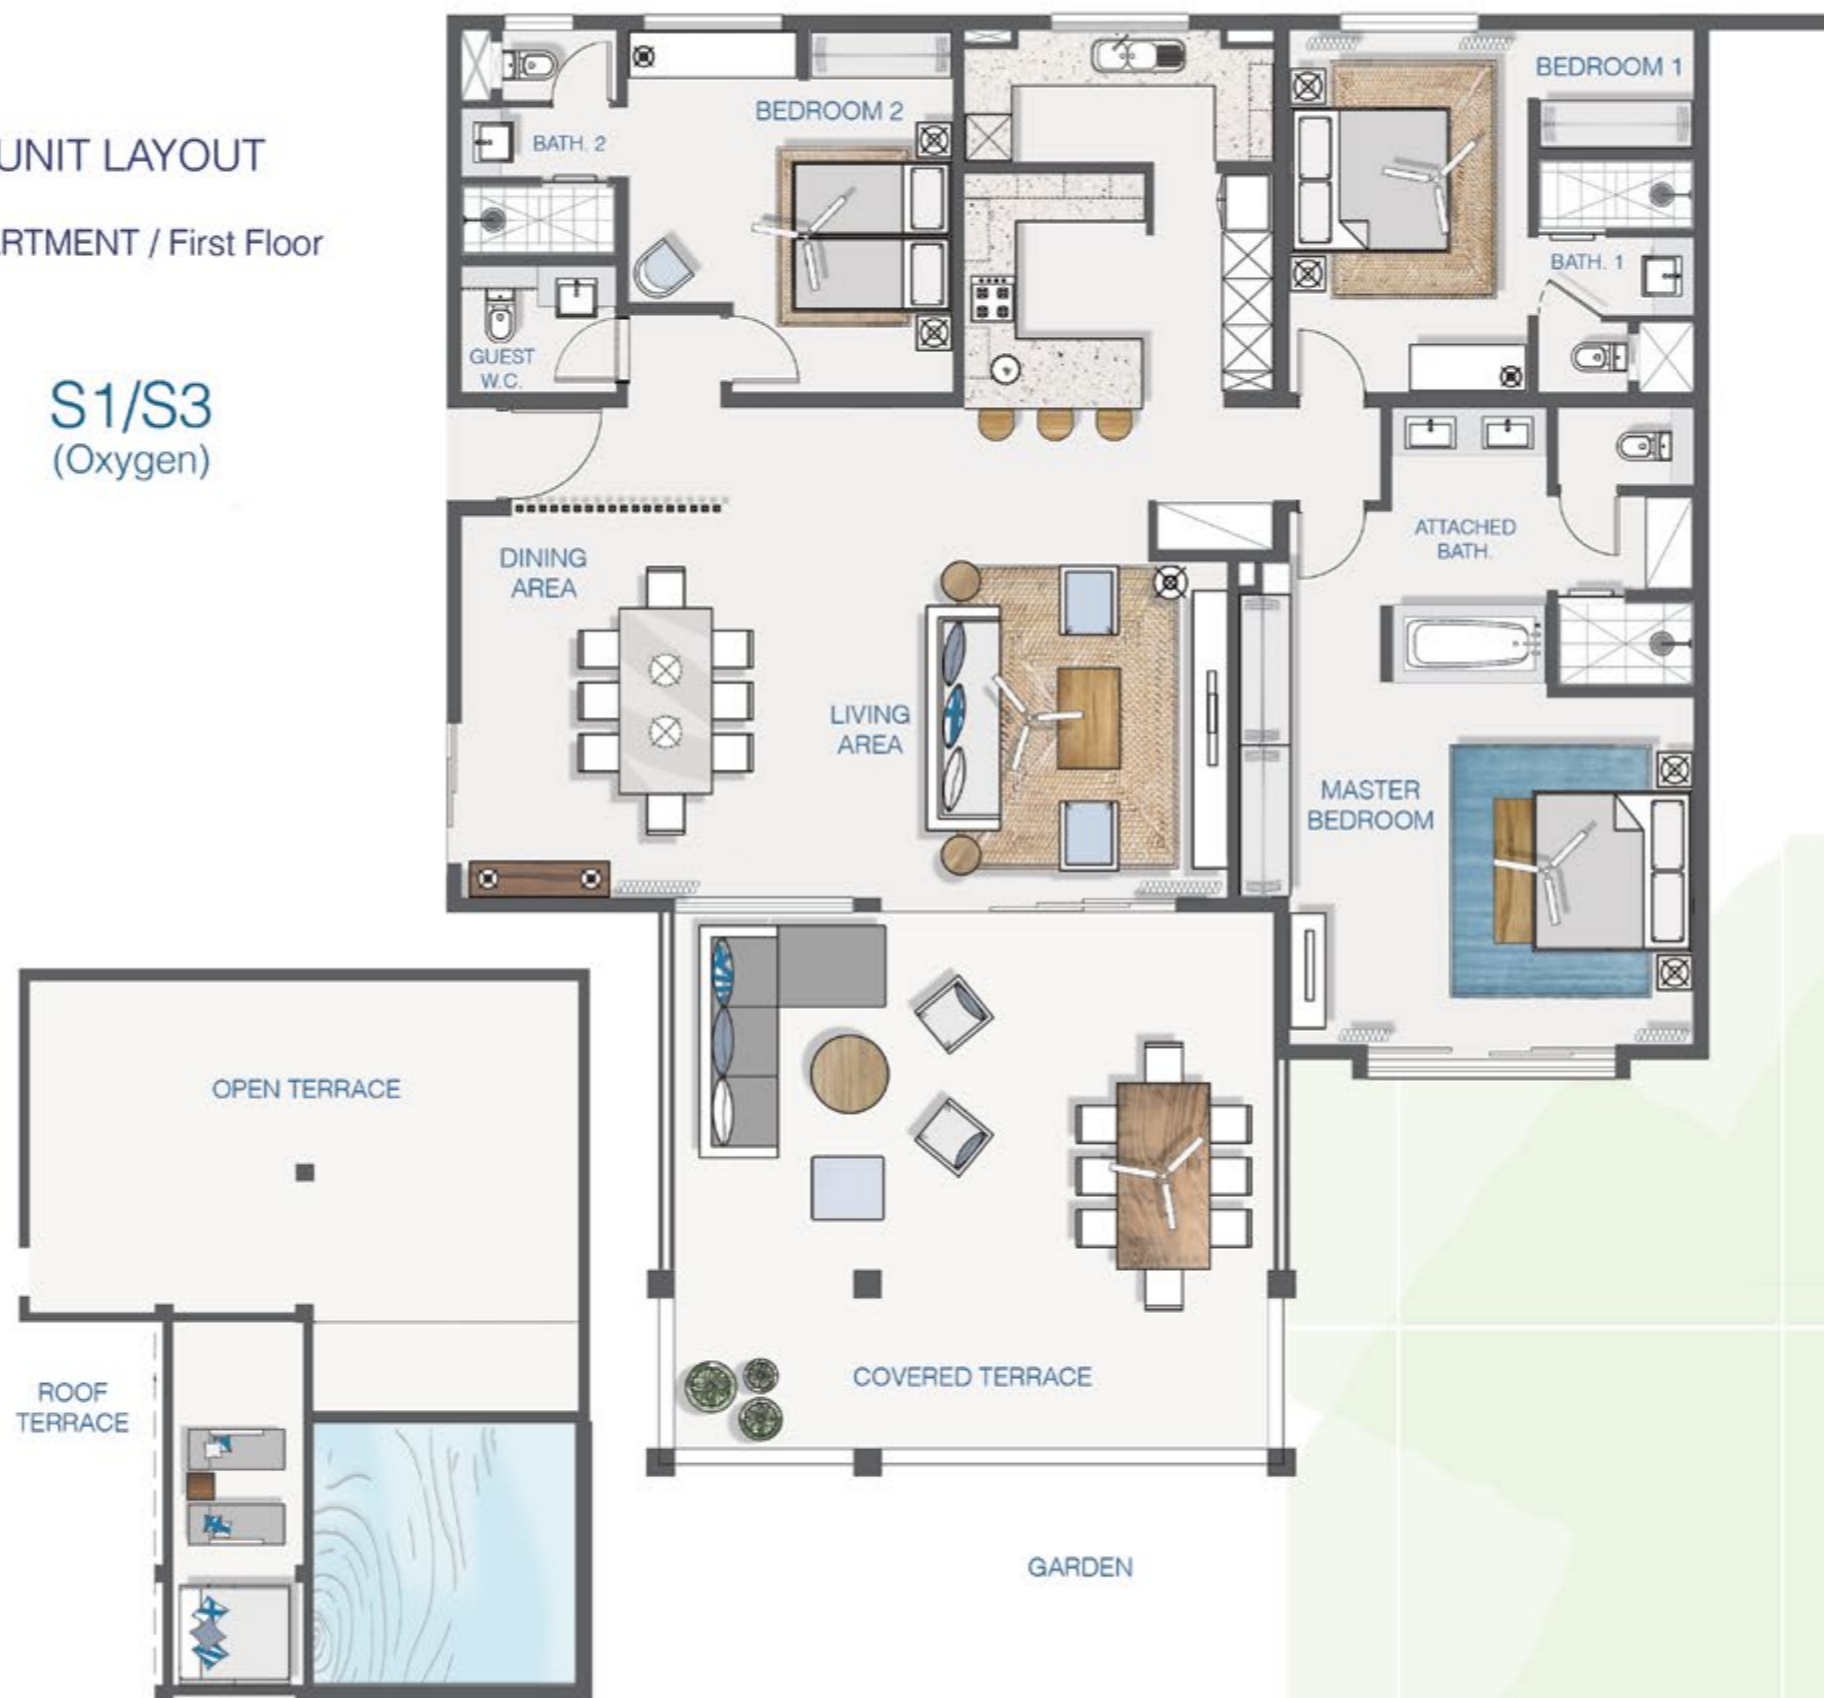 UNIT LAYOUT
ARTMENT / First Floor
S1/S3
(Oxygen)
BEDROOM 2
BATH. 2
GUEST
W.C.
BEDROOM 1
BATH. 1
ATTACHED
BATH.
DINING
AREA
LIVING
AREA
MASTER
BEDROOM
OPEN TERRACE
ROOF
TERRACE
COVERED TERRACE
GARDEN